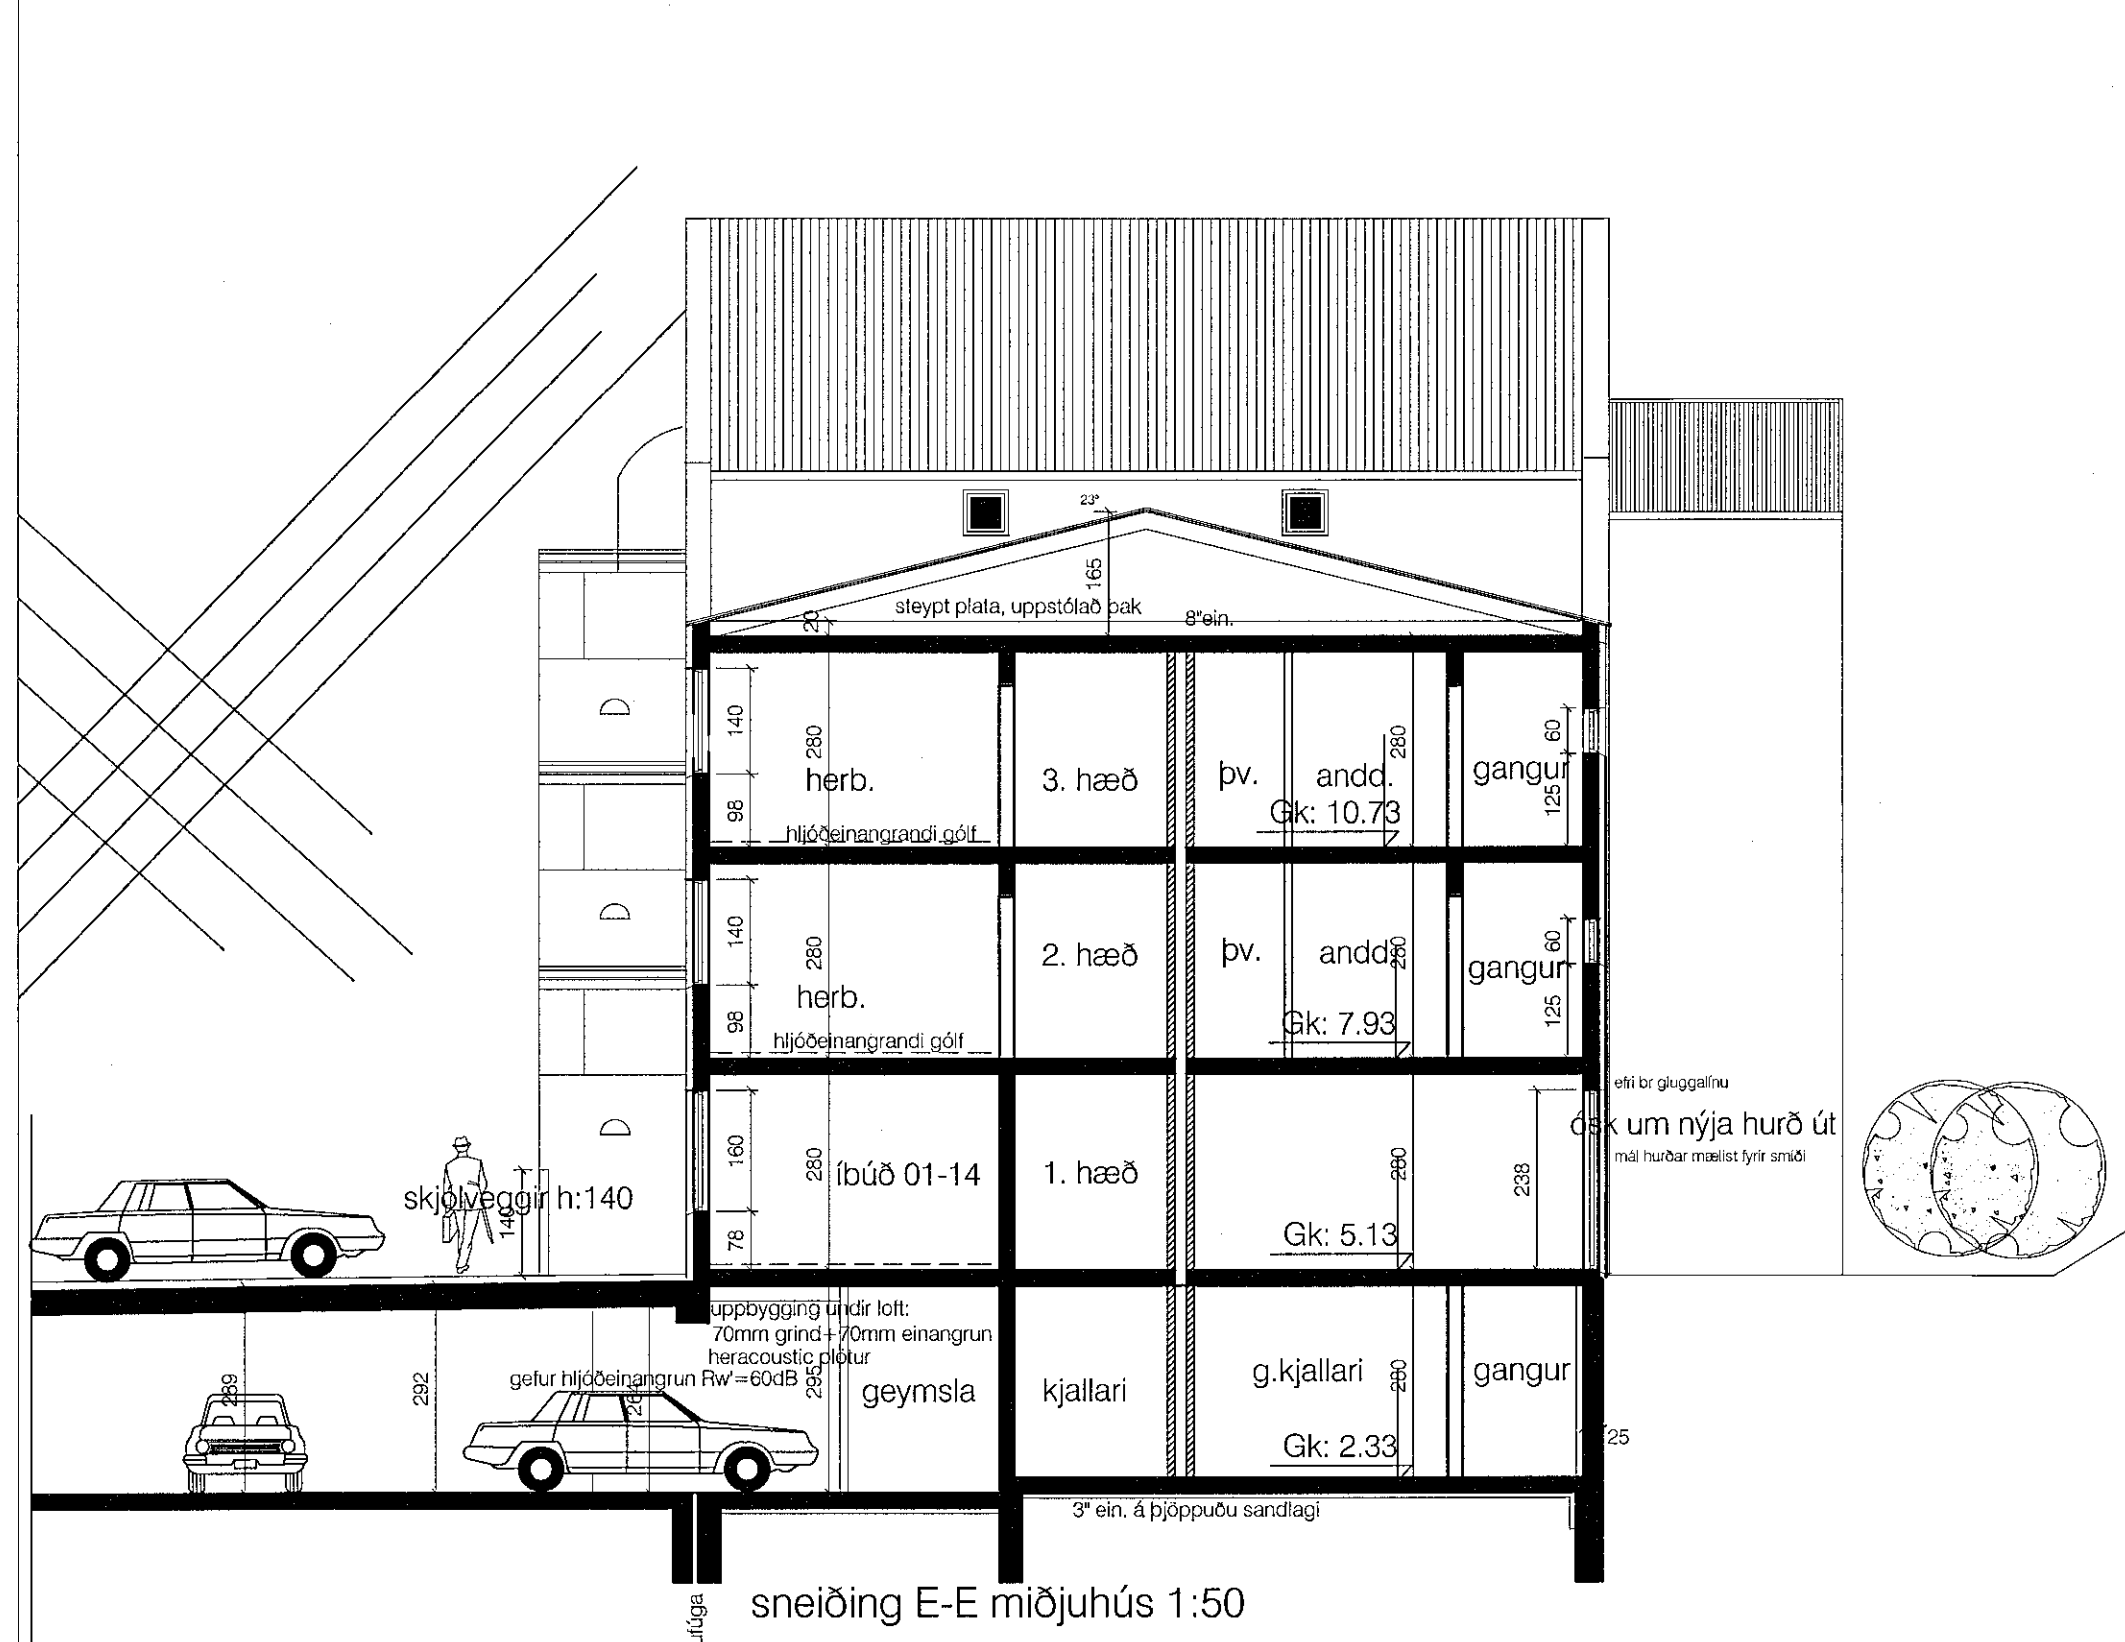 23°
165
steypt plata, uppstólað þak
8"ein.
20
140
280
herb.
3. hæð
þv.
andd.
280
gangur
60
Gk: 10.73
125
98
hljóðeinangrandi gólf
140
280
herb.
2. hæð
þv.
andd.
280
gangur
60
Gk: 7.93
125
98
hljóðeinangrandi gólf
efri br gluggalínu
ósk um nýja hurð út
mál hurðar mælist fyrir smíði
skjólveggir h:140
140
160
280
íbúð 01-14
1. hæð
280
238
78
Gk: 5.13
uppbygging undir loft:
70mm grind+70mm einangrun
heracoustic plötur
gefur hljóðeinangrun Rw'=60dB
289
292
264
295
geymsla
kjallari
g.kjallari
280
gangur
Gk: 2.33
25
3" ein. á þjöppuðu sandlagi
sneiðing E-E miðjuhús 1:50